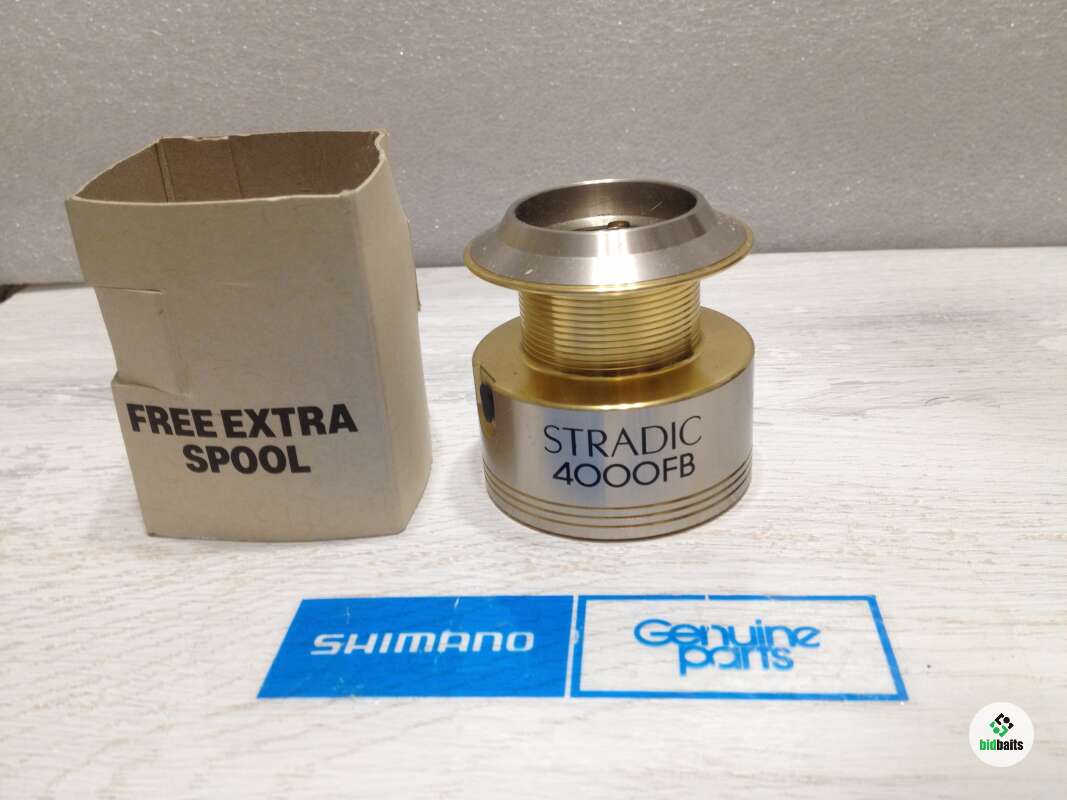 FREE EXTRA
SPOOL
STRADIC
4000FB
SHIMANO
Genuine
parts
bidbaits